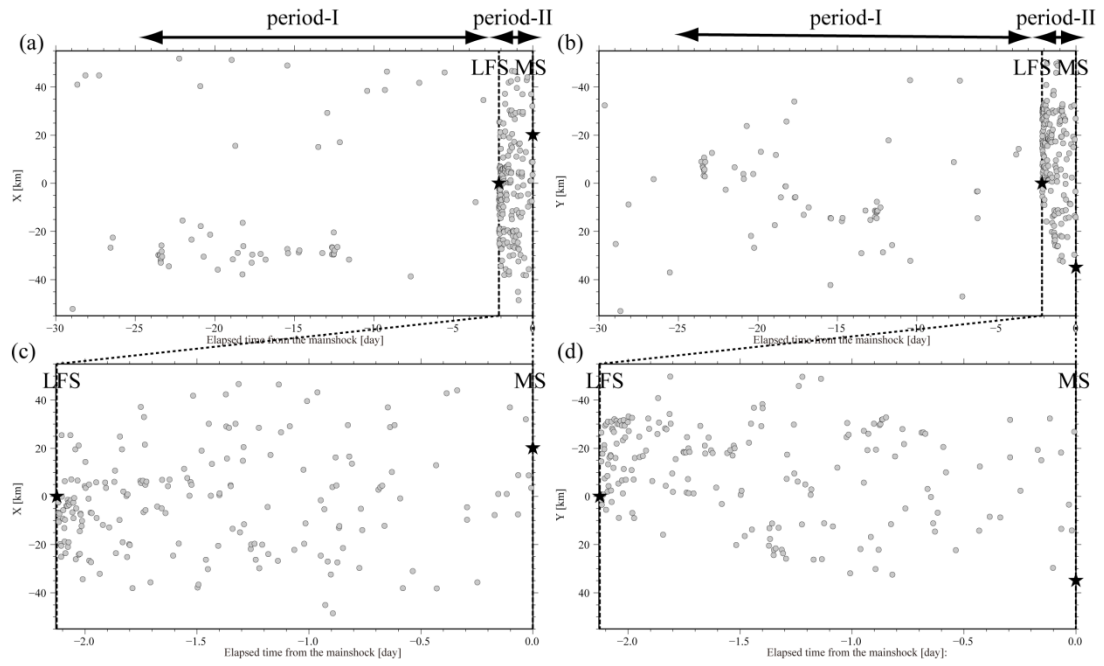 period-I period-II period-I period-II
(a) (b)
LFS MS LFS MS
40 -40
20 -20
X [km] 0 Y [km] 0
20 20
40 40
−30 −25 −20 −15 −10 −5 0 −30 −25 −20 −15 −10 −5 0
Elapsed time from the mainshock [day] Elapsed time from the mainshock [day]
(c) (d)
LFS MS LFS MS
40 -40
20 -20
X [km] 0 Y [km] 0
20 20
40 40
−2.0 −1.5 −1.0 −0.5 0.0 −2.0 −1.5 −1.0 −0.5 0.0
Elapsed time from the mainshock [day] Elapsed time from the mainshock [day]: